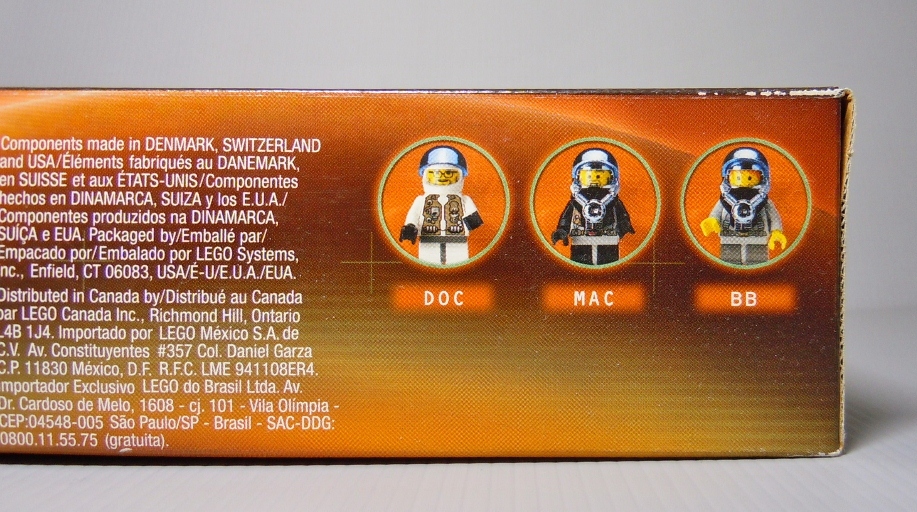 Components made in DENMARK, SWITZERLAND
and USA/Éléments fabriqués au DANEMARK,
en SUISSE et aux ÉTATS-UNIS/Componentes
hechos en DINAMARCA, SUIZA y los E.U.A./
Componentes produzidos na DINAMARCA,
SUÍÇA e EUA. Packaged by/Emballé par/
Empacado por/Embalado por LEGO Systems,
Inc., Enfield, CT 06083, USA/É-U/E.U.A./EUA.
Distributed in Canada by/Distribué au Canada
par LEGO Canada Inc., Richmond Hill, Ontario
L4B 1J4. Importado por LEGO México S.A. de
C.V. Av. Constituyentes #357 Col. Daniel Garza
C.P. 11830 México, D.F. R.F.C. LME 941108ER4.
Importador Exclusivo LEGO do Brasil Ltda. Av.
Dr. Cardoso de Melo, 1608 - cj. 101 - Vila Olímpia -
CEP:04548-005 São Paulo/SP - Brasil - SAC-DDG:
0800.11.55.75 (gratuita).
DOC
MAC
BB